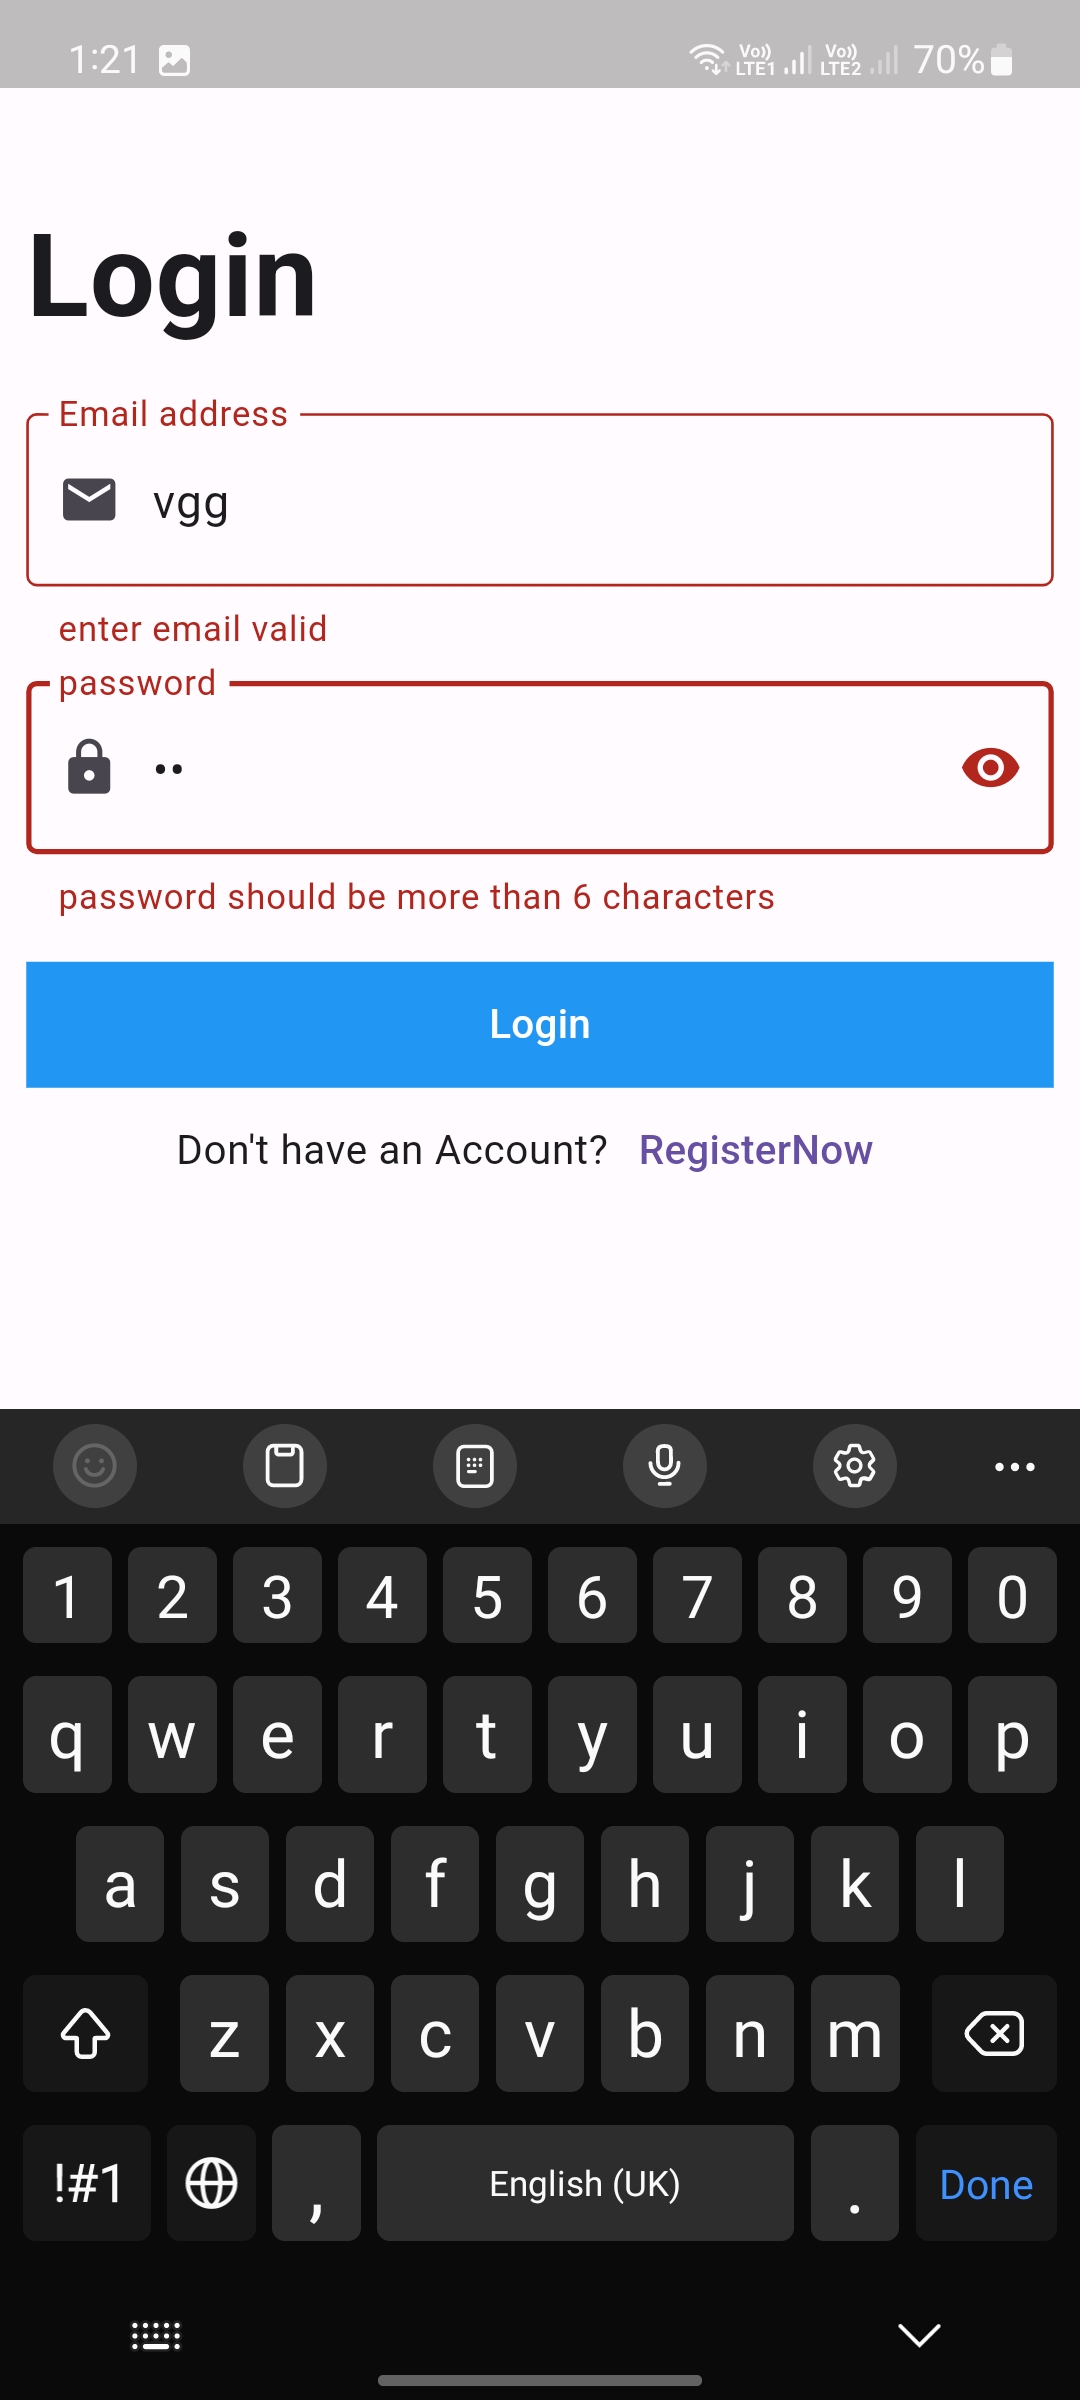 1:21 Vo)) LTE1 Vo)) LTE2 70%
Login
Email address
vgg
enter email valid
password
••
password should be more than 6 characters
Login
Don't have an Account? RegisterNow
1 2 3 4 5 6 7 8 9 0
q w e r t y u i o p
a s d f g h j k l
z x c v b n m
!#1 , English (UK) . Done